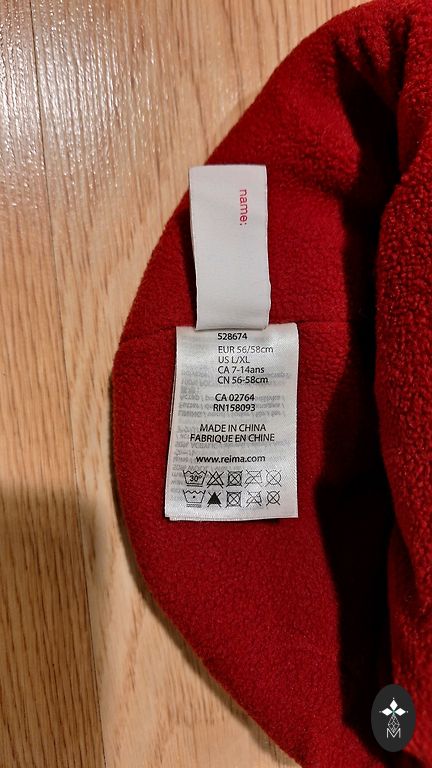 name:
528674
EUR 56/58cm
US L/XL
CA 7-14ans
CN 56-58cm
CA 02764
RN158093
MADE IN CHINA
FABRIQUE EN CHINE
www.reima.com
30°